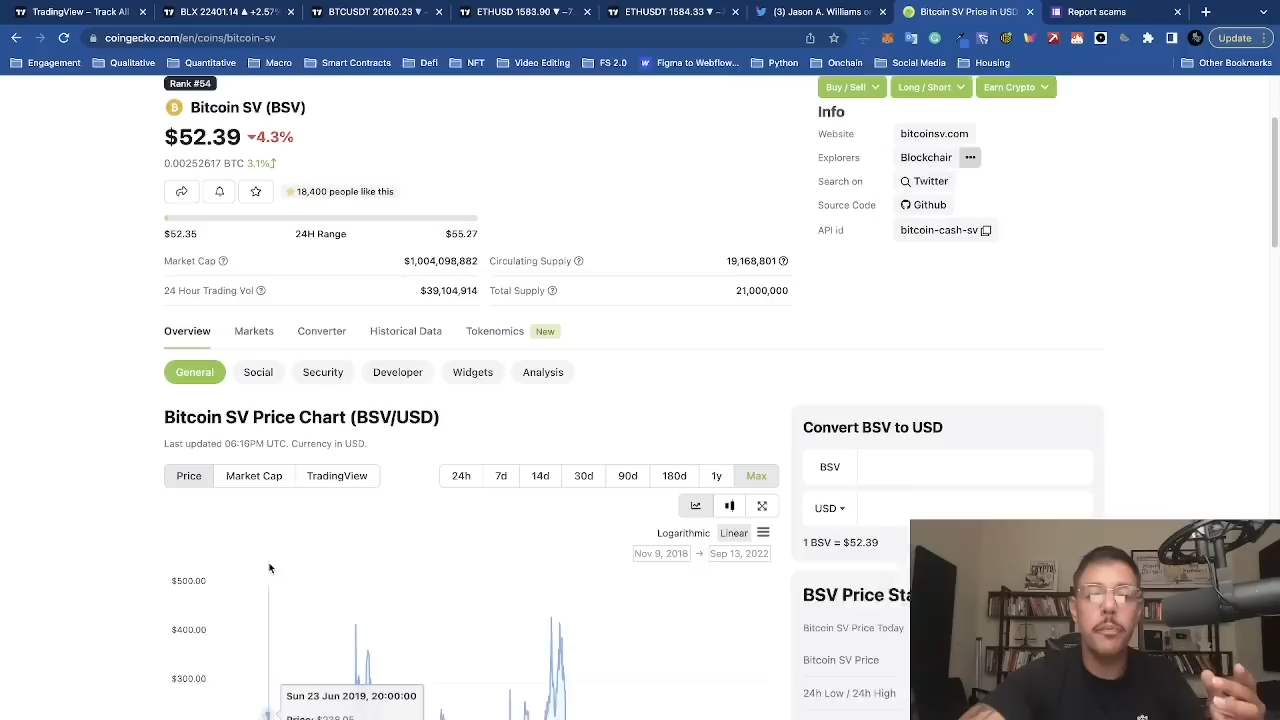 TradingView – Track All
BLX 22401.14 ▲ +2.57%
BTCUSDT 20160.23 ▼ –
ETHUSD 1583.90 ▼ –7.
ETHUSDT 1584.33 ▼ –
(3) Jason A. Williams on
Bitcoin SV Price in USD:
Report scams
coingecko.com/en/coins/bitcoin-sv
Update
Engagement
Qualitative
Quantitative
Macro
Smart Contracts
Defi
NFT
Video Editing
FS 2.0
Figma to Webflow...
Python
Onchain
Social Media
Housing
Other Bookmarks
Rank #54
Buy / Sell
Long / Short
Earn Crypto
Bitcoin SV (BSV)
Info
$52.39 ▾4.3%
Website bitcoinsv.com
0.00252617 BTC 3.1%
Explorers Blockchair •••
Search on Twitter
18,400 people like this
Source Code Github
API id bitcoin-cash-sv
$52.35 24H Range $55.27
Market Cap $1,004,098,882
Circulating Supply 19,168,801
24 Hour Trading Vol $39,104,914
Total Supply 21,000,000
Overview Markets Converter Historical Data Tokenomics New
General Social Security Developer Widgets Analysis
Bitcoin SV Price Chart (BSV/USD)
Last updated 06:16PM UTC. Currency in USD.
Convert BSV to USD
BSV
USD
1 BSV = $52.39
Price Market Cap TradingView
24h 7d 14d 30d 90d 180d 1y Max
Logarithmic Linear
Nov 9, 2018 → Sep 13, 2022
$500.00
$400.00
$300.00
Sun 23 Jun 2019, 20:00:00
Price: $238.05
BSV Price Sta
Bitcoin SV Price Today
Bitcoin SV Price
24h Low / 24h High
CRYPTO